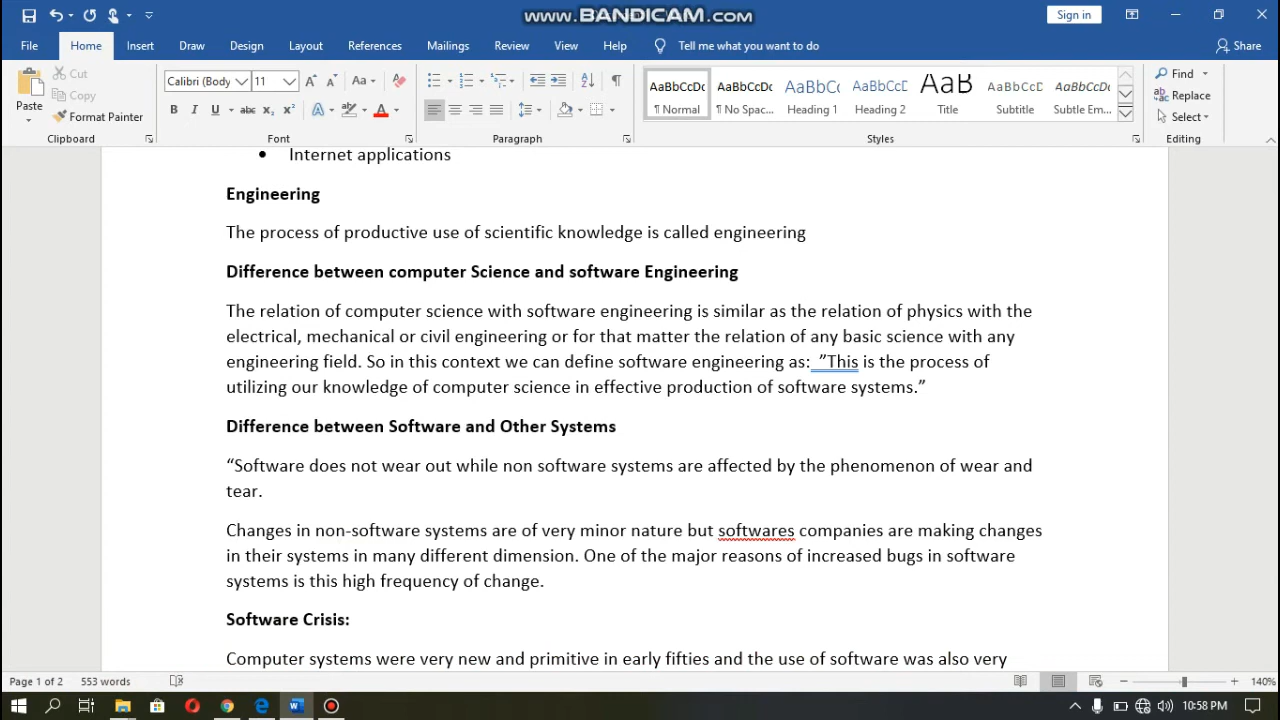 www.BANDICAM.com
Sign in
File Home Insert Draw Design Layout References Mailings Review View Help Tell me what you want to do Share
Paste
Cut
Copy
Format Painter
Calibri (Body 11
AaBbCcDc AaBbCcDc AaBbCc AaBbCcD AaB AaBbCcD AaBbCcDc
¶ Normal ¶ No Spac... Heading 1 Heading 2 Title Subtitle Subtle Em...
Find
Replace
Select
Clipboard Font Paragraph Styles Editing
• Internet applications
Engineering
The process of productive use of scientific knowledge is called engineering
Difference between computer Science and software Engineering
The relation of computer science with software engineering is similar as the relation of physics with the
electrical, mechanical or civil engineering or for that matter the relation of any basic science with any
engineering field. So in this context we can define software engineering as: ”This is the process of
utilizing our knowledge of computer science in effective production of software systems.”
Difference between Software and Other Systems
“Software does not wear out while non software systems are affected by the phenomenon of wear and
tear.
Changes in non-software systems are of very minor nature but softwares companies are making changes
in their systems in many different dimension. One of the major reasons of increased bugs in software
systems is this high frequency of change.
Software Crisis:
Computer systems were very new and primitive in early fifties and the use of software was also very
Page 1 of 2 553 words 140%
10:58 PM